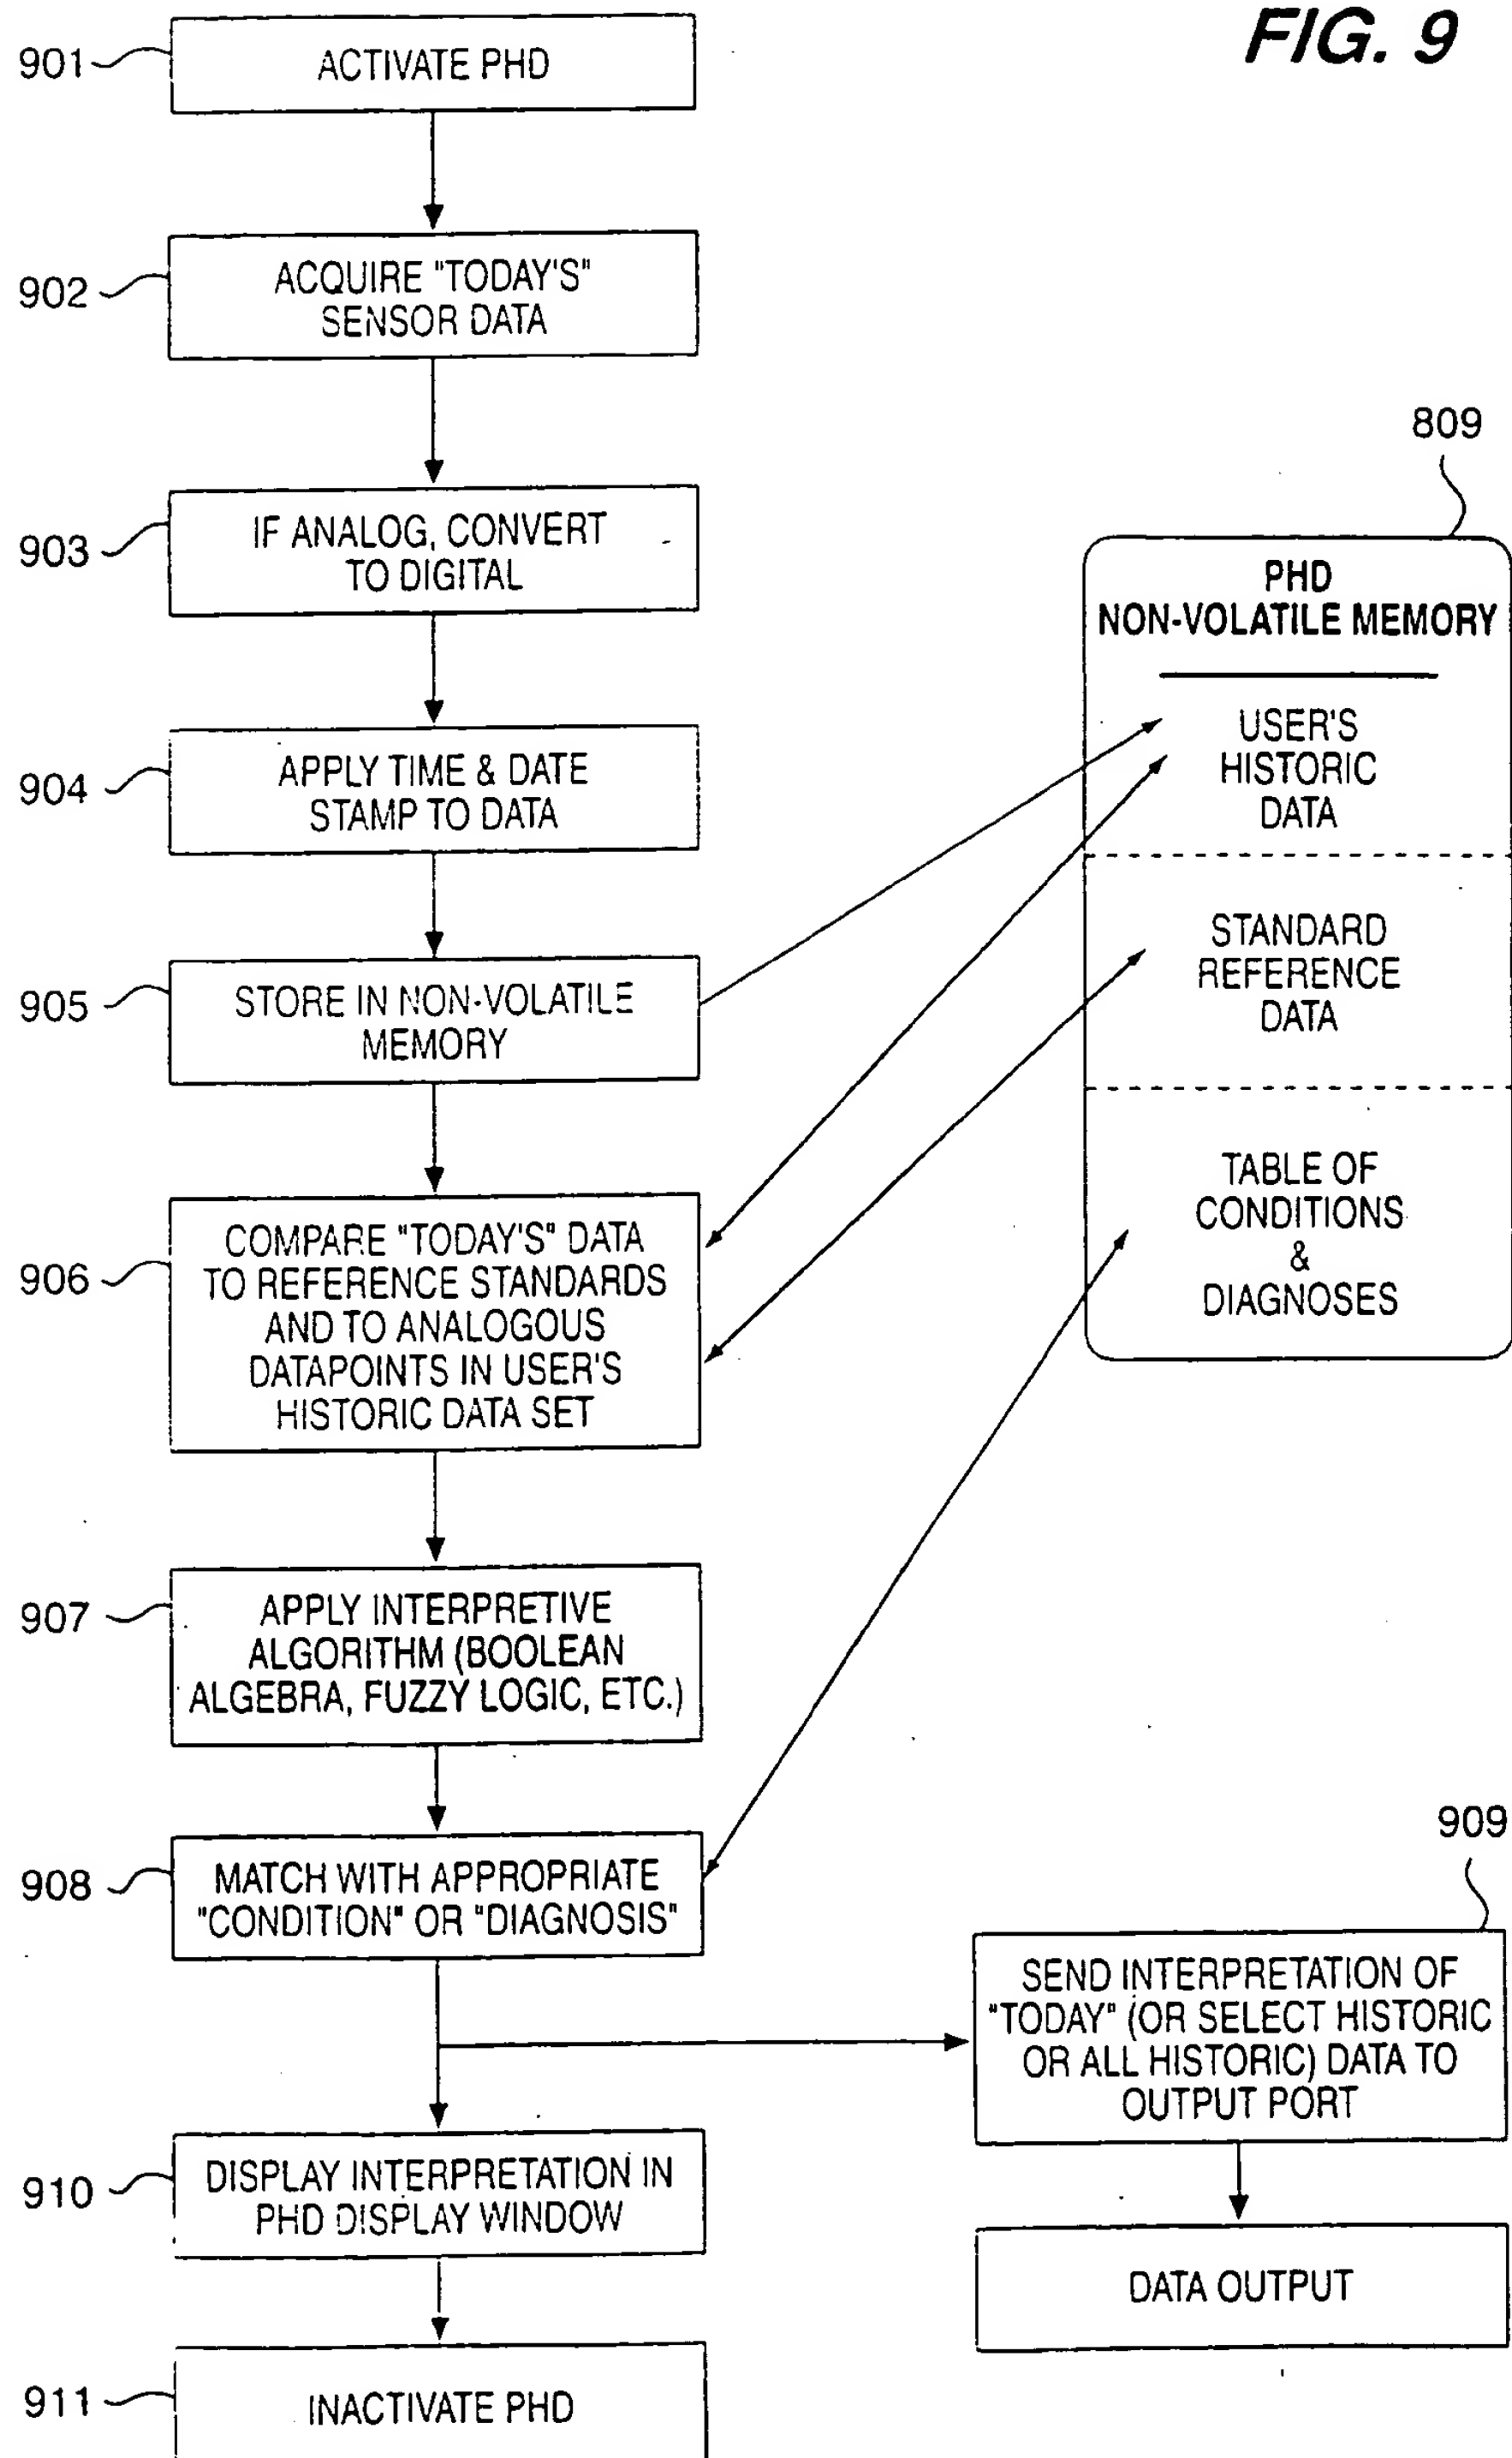 FIG. 9
901
ACTIVATE PHD
902
ACQUIRE "TODAY'S"
SENSOR DATA
903
IF ANALOG, CONVERT
TO DIGITAL
904
APPLY TIME & DATE
STAMP TO DATA
905
STORE IN NON-VOLATILE
MEMORY
906
COMPARE "TODAY'S" DATA
TO REFERENCE STANDARDS
AND TO ANALOGOUS
DATAPOINTS IN USER'S
HISTORIC DATA SET
907
APPLY INTERPRETIVE
ALGORITHM (BOOLEAN
ALGEBRA, FUZZY LOGIC, ETC.)
908
MATCH WITH APPROPRIATE
"CONDITION" OR "DIAGNOSIS"
910
DISPLAY INTERPRETATION IN
PHD DISPLAY WINDOW
911
INACTIVATE PHD
809
PHD
NON-VOLATILE MEMORY
USER'S
HISTORIC
DATA
STANDARD
REFERENCE
DATA
TABLE OF
CONDITIONS
&
DIAGNOSES
909
SEND INTERPRETATION OF
"TODAY" (OR SELECT HISTORIC
OR ALL HISTORIC) DATA TO
OUTPUT PORT
DATA OUTPUT